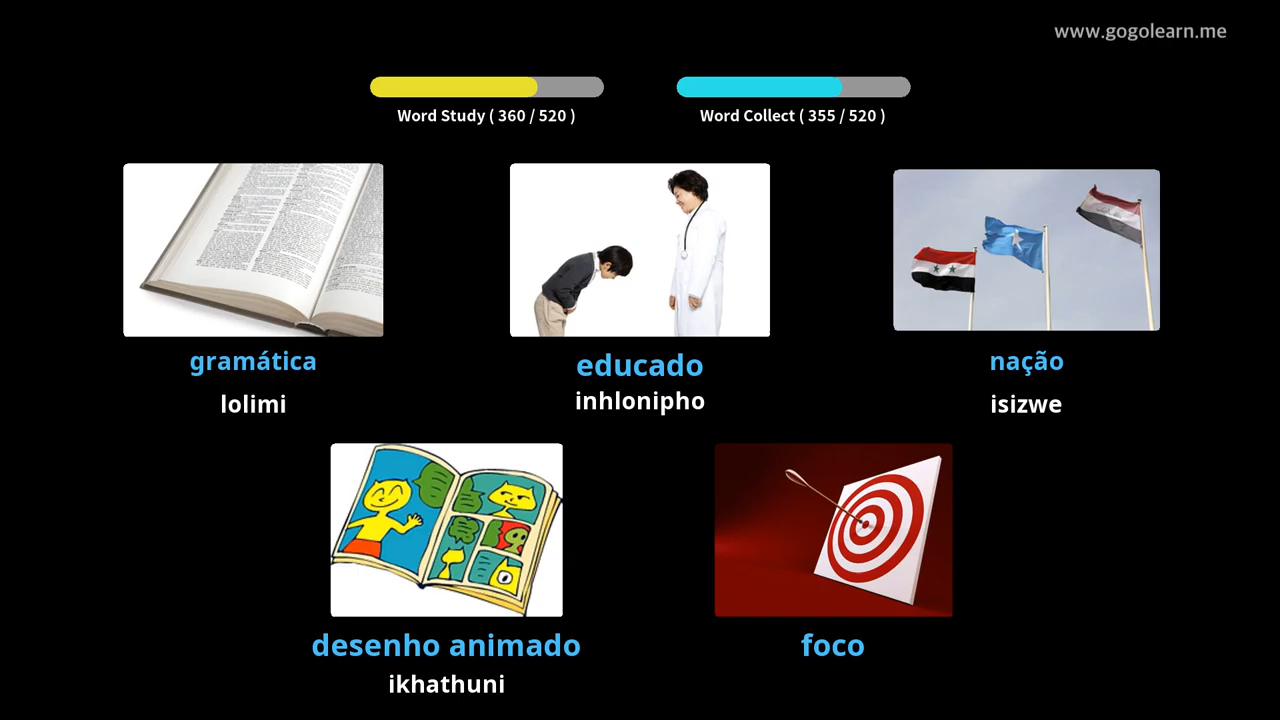 www.gogolearn.me
Word Study ( 360 / 520 )
Word Collect ( 355 / 520 )
gramática
educado
nação
lolimi
inhlonipho
isizwe
desenho animado
foco
ikhathuni